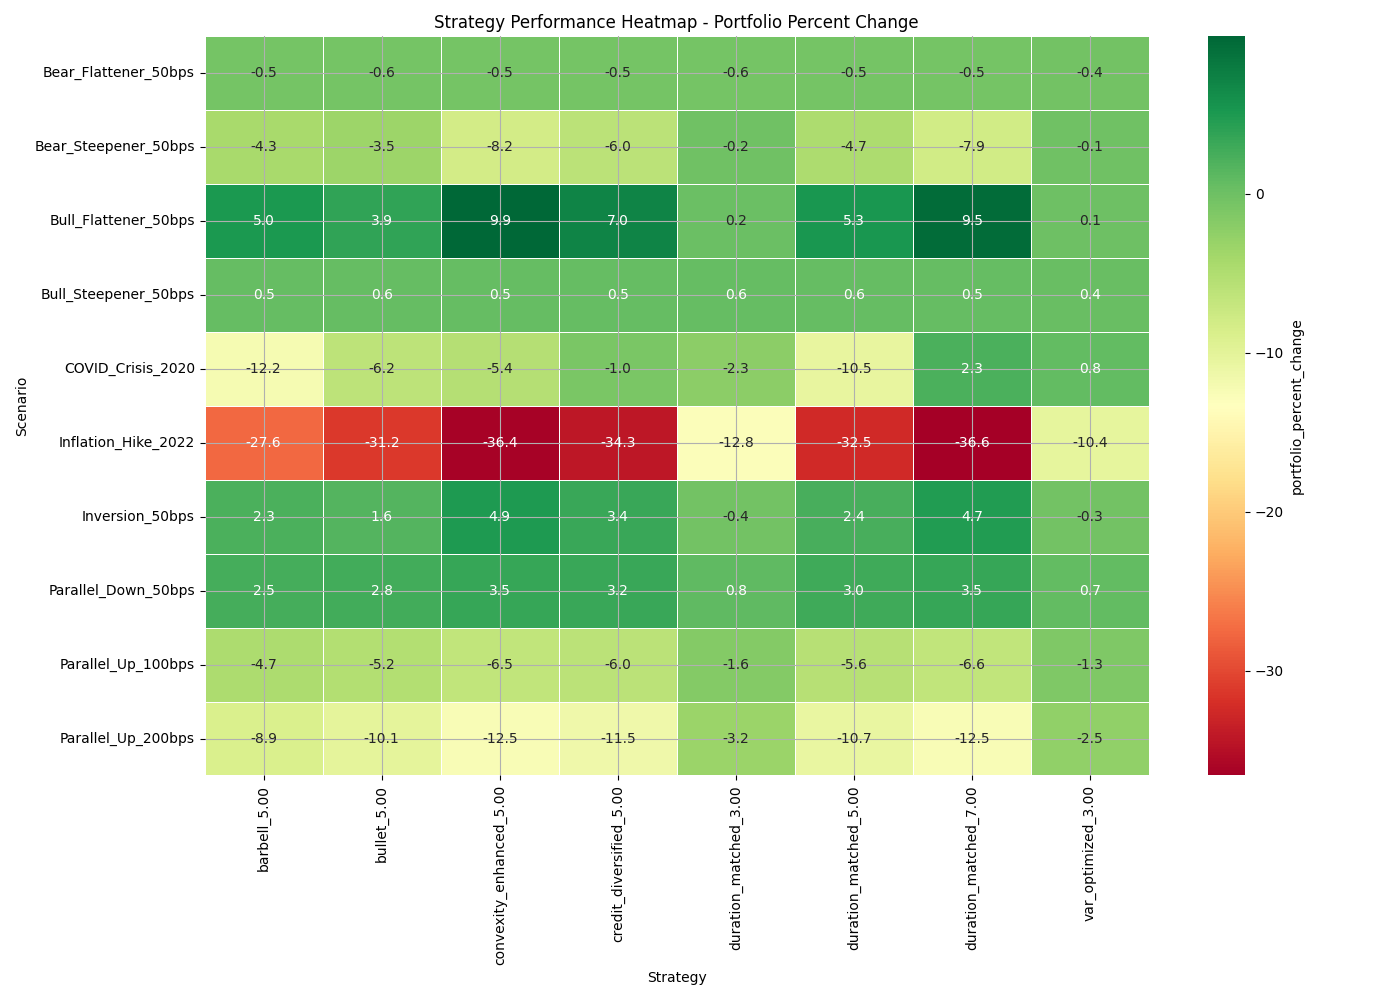 Strategy Performance Heatmap - Portfolio Percent Change
Scenario
Bear_Flattener_50bps -0.5 -0.6 -0.5 -0.5 -0.6 -0.5 -0.5 -0.4
Bear_Steepener_50bps -4.3 -3.5 -8.2 -6.0 -0.2 -4.7 -7.9 -0.1
Bull_Flattener_50bps 5.0 3.9 9.9 7.0 0.2 5.3 9.5 0.1
Bull_Steepener_50bps 0.5 0.6 0.5 0.5 0.6 0.6 0.5 0.4
COVID_Crisis_2020 -12.2 -6.2 -5.4 -1.0 -2.3 -10.5 2.3 0.8
Inflation_Hike_2022 -27.6 -31.2 -36.4 -34.3 -12.8 -32.5 -36.6 -10.4
Inversion_50bps 2.3 1.6 4.9 3.4 -0.4 2.4 4.7 -0.3
Parallel_Down_50bps 2.5 2.8 3.5 3.2 0.8 3.0 3.5 0.7
Parallel_Up_100bps -4.7 -5.2 -6.5 -6.0 -1.6 -5.6 -6.6 -1.3
Parallel_Up_200bps -8.9 -10.1 -12.5 -11.5 -3.2 -10.7 -12.5 -2.5
barbell_5.00
bullet_5.00
convexity_enhanced_5.00
credit_diversified_5.00
duration_matched_3.00
duration_matched_5.00
duration_matched_7.00
var_optimized_3.00
Strategy
0
−10
−20
−30
portfolio_percent_change